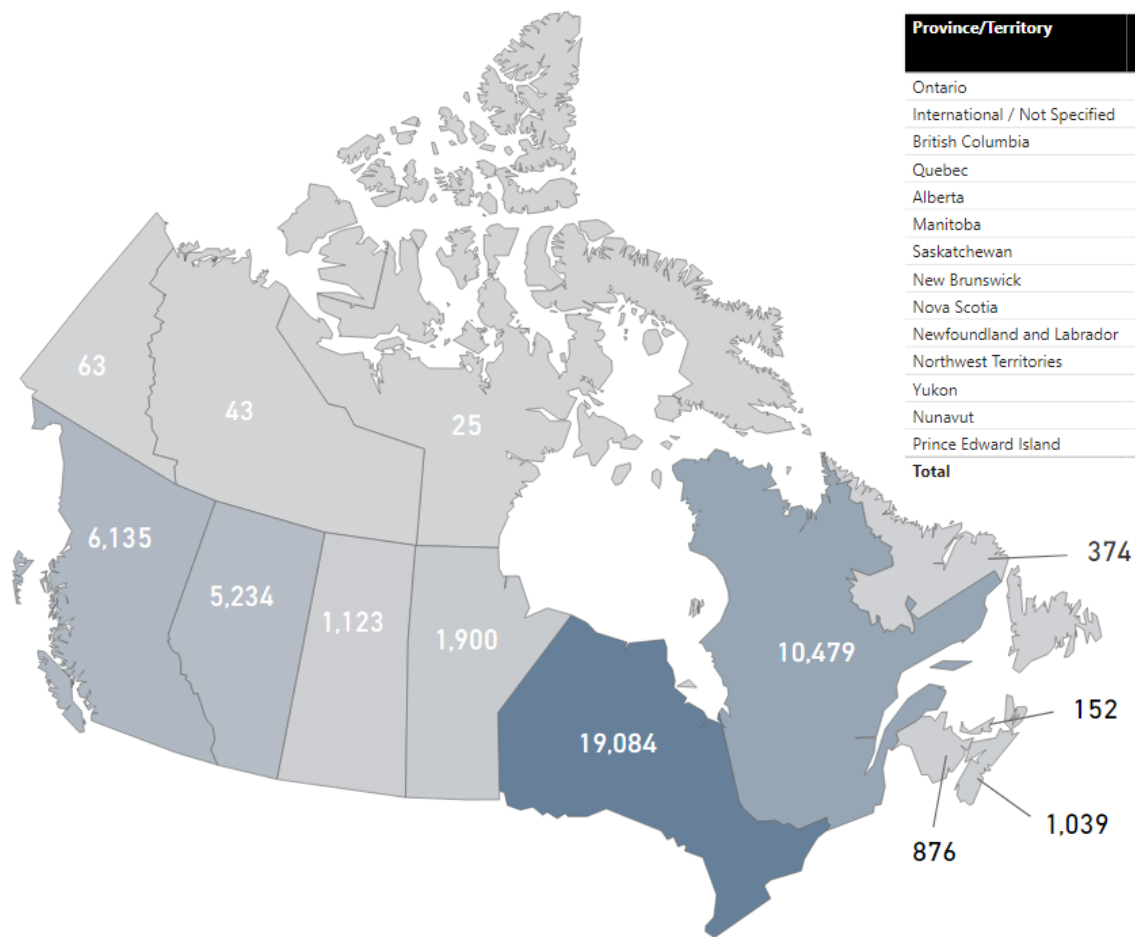 Province/Territory
Ontario
International / Not Specified
British Columbia
Quebec
Alberta
Manitoba
Saskatchewan
New Brunswick
Nova Scotia
Newfoundland and Labrador
Northwest Territories
Yukon
Nunavut
Prince Edward Island
Total
63
43
25
6,135
5,234
1,123
1,900
19,084
10,479
374
152
1,039
876